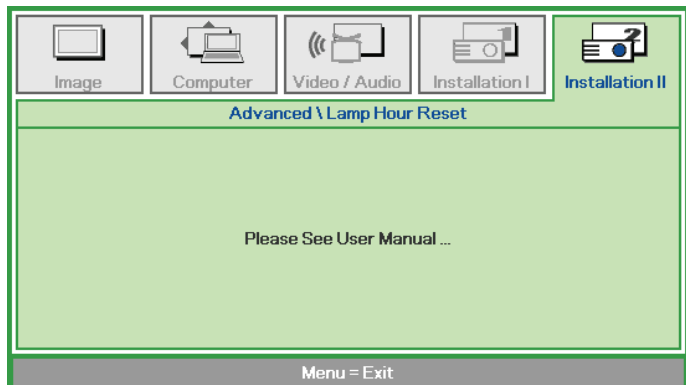 Image
Computer
Video / Audio
Installation I
Installation II
Advanced \ Lamp Hour Reset
Please See User Manual ...
Menu = Exit